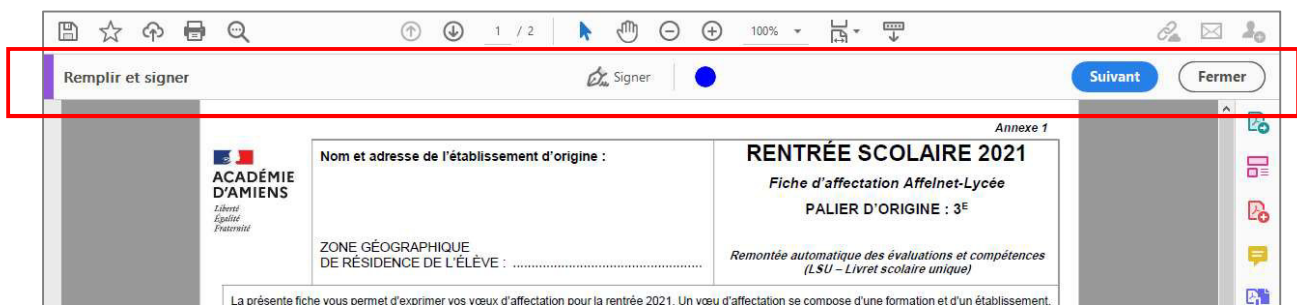 1 / 2
100%
Remplir et signer
Signer
Suivant
Fermer
Annexe 1
ACADÉMIE
D'AMIENS
Liberté
Égalité
Fraternité
Nom et adresse de l'établissement d'origine :
ZONE GÉOGRAPHIQUE
DE RÉSIDENCE DE L'ÉLÈVE : ....................................................
RENTRÉE SCOLAIRE 2021
Fiche d'affectation Affelnet-Lycée
PALIER D'ORIGINE : 3E
Remontée automatique des évaluations et compétences
(LSU – Livret scolaire unique)
La présente fiche vous permet d'exprimer vos vœux d'affectation pour la rentrée 2021. Un vœu d'affectation se compose d'une formation et d'un établissement.